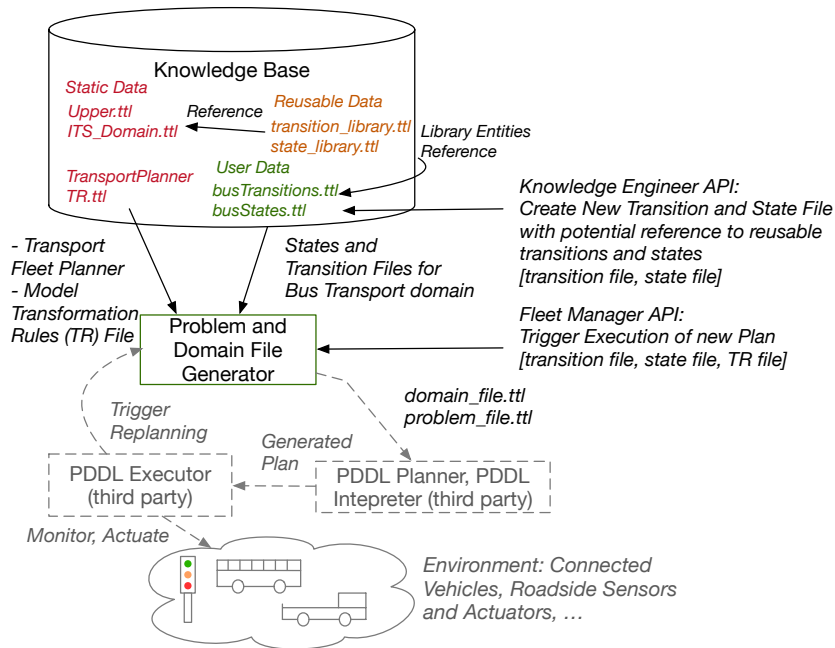 Knowledge Base
Static Data
Upper.ttl
ITS_Domain.ttl
Reference
Reusable Data
transition_library.ttl
state_library.ttl
Library Entities
Reference
TransportPlanner
TR.ttl
User Data
busTransitions.ttl
busStates.ttl
Knowledge Engineer API:
Create New Transition and State File
with potential reference to reusable
transitions and states
[transition file, state file]
- Transport
Fleet Planner
- Model
Transformation
Rules (TR) File
States and
Transition Files for
Bus Transport domain
Fleet Manager API:
Trigger Execution of new Plan
[transition file, state file, TR file]
Problem and
Domain File
Generator
domain_file.ttl
problem_file.ttl
Trigger
Replanning
Generated
Plan
PDDL Executor
(third party)
PDDL Planner, PDDL
Intepreter (third party)
Monitor, Actuate
Environment: Connected
Vehicles, Roadside Sensors
and Actuators, …